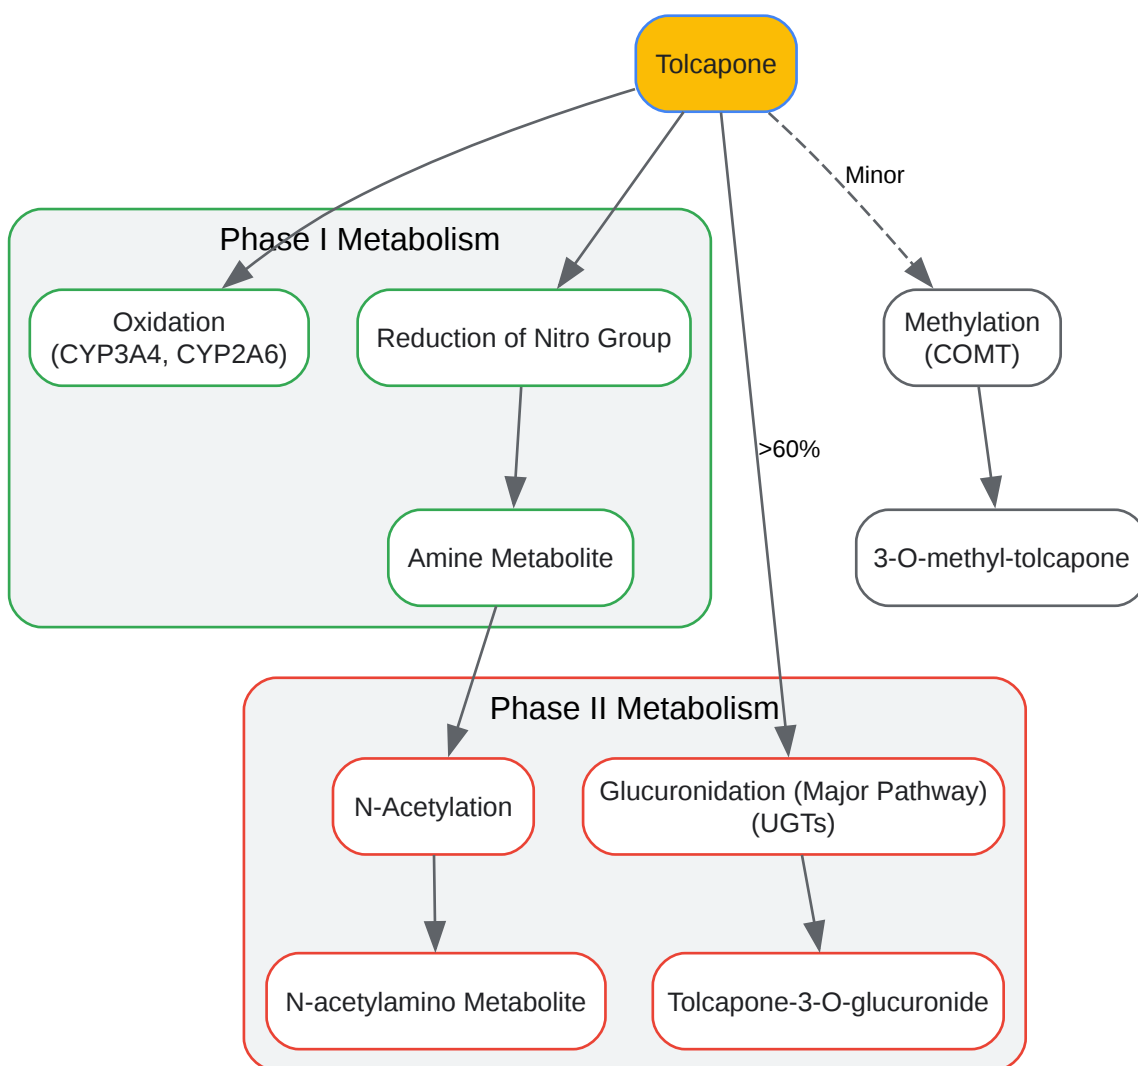 Tolcapone
Minor
Phase I Metabolism
Oxidation
(CYP3A4, CYP2A6)
Reduction of Nitro Group
Methylation
(COMT)
>60%
Amine Metabolite
3-O-methyl-tolcapone
Phase II Metabolism
N-Acetylation
Glucuronidation (Major Pathway)
(UGTs)
N-acetylamino Metabolite
Tolcapone-3-O-glucuronide